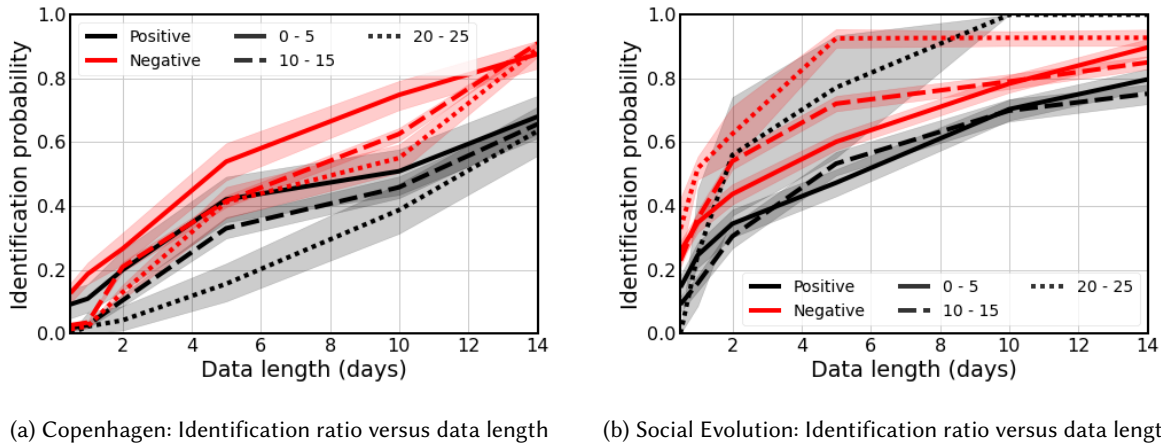 1.0
0.8
0.6
0.4
0.2
0.0
Identification probability
Positive
Negative
0 - 5
10 - 15
20 - 25
2 4 6 8 10 12 14
Data length (days)
(a) Copenhagen: Identification ratio versus data length
1.0
0.8
0.6
0.4
0.2
0.0
Identification probability
Positive
Negative
0 - 5
10 - 15
20 - 25
2 4 6 8 10 12 14
Data length (days)
(b) Social Evolution: Identification ratio versus data lengt